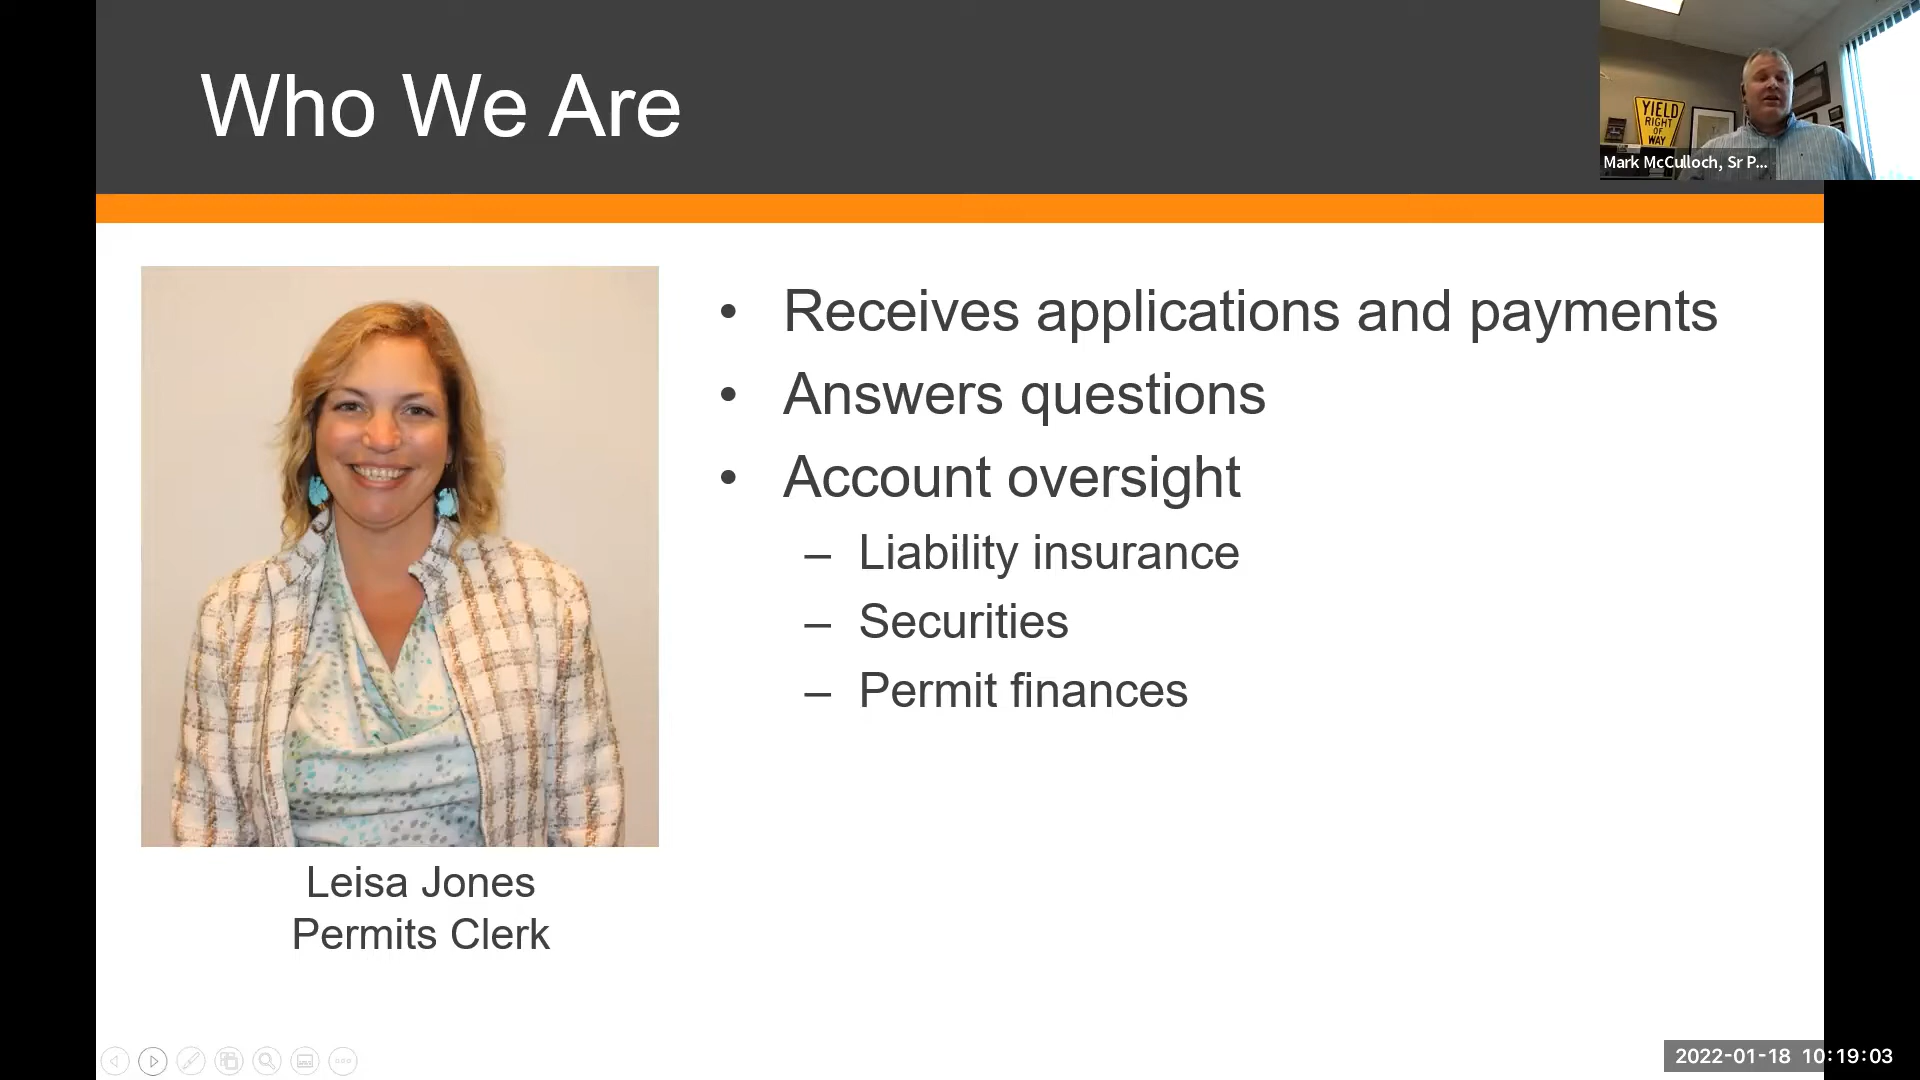 Who We Are
YIELD
RIGHT
OF
WAY
Mark McCulloch, Sr P...
• Receives applications and payments
• Answers questions
• Account oversight
– Liability insurance
– Securities
– Permit finances
Leisa Jones
Permits Clerk
2022-01-18 10:19:03